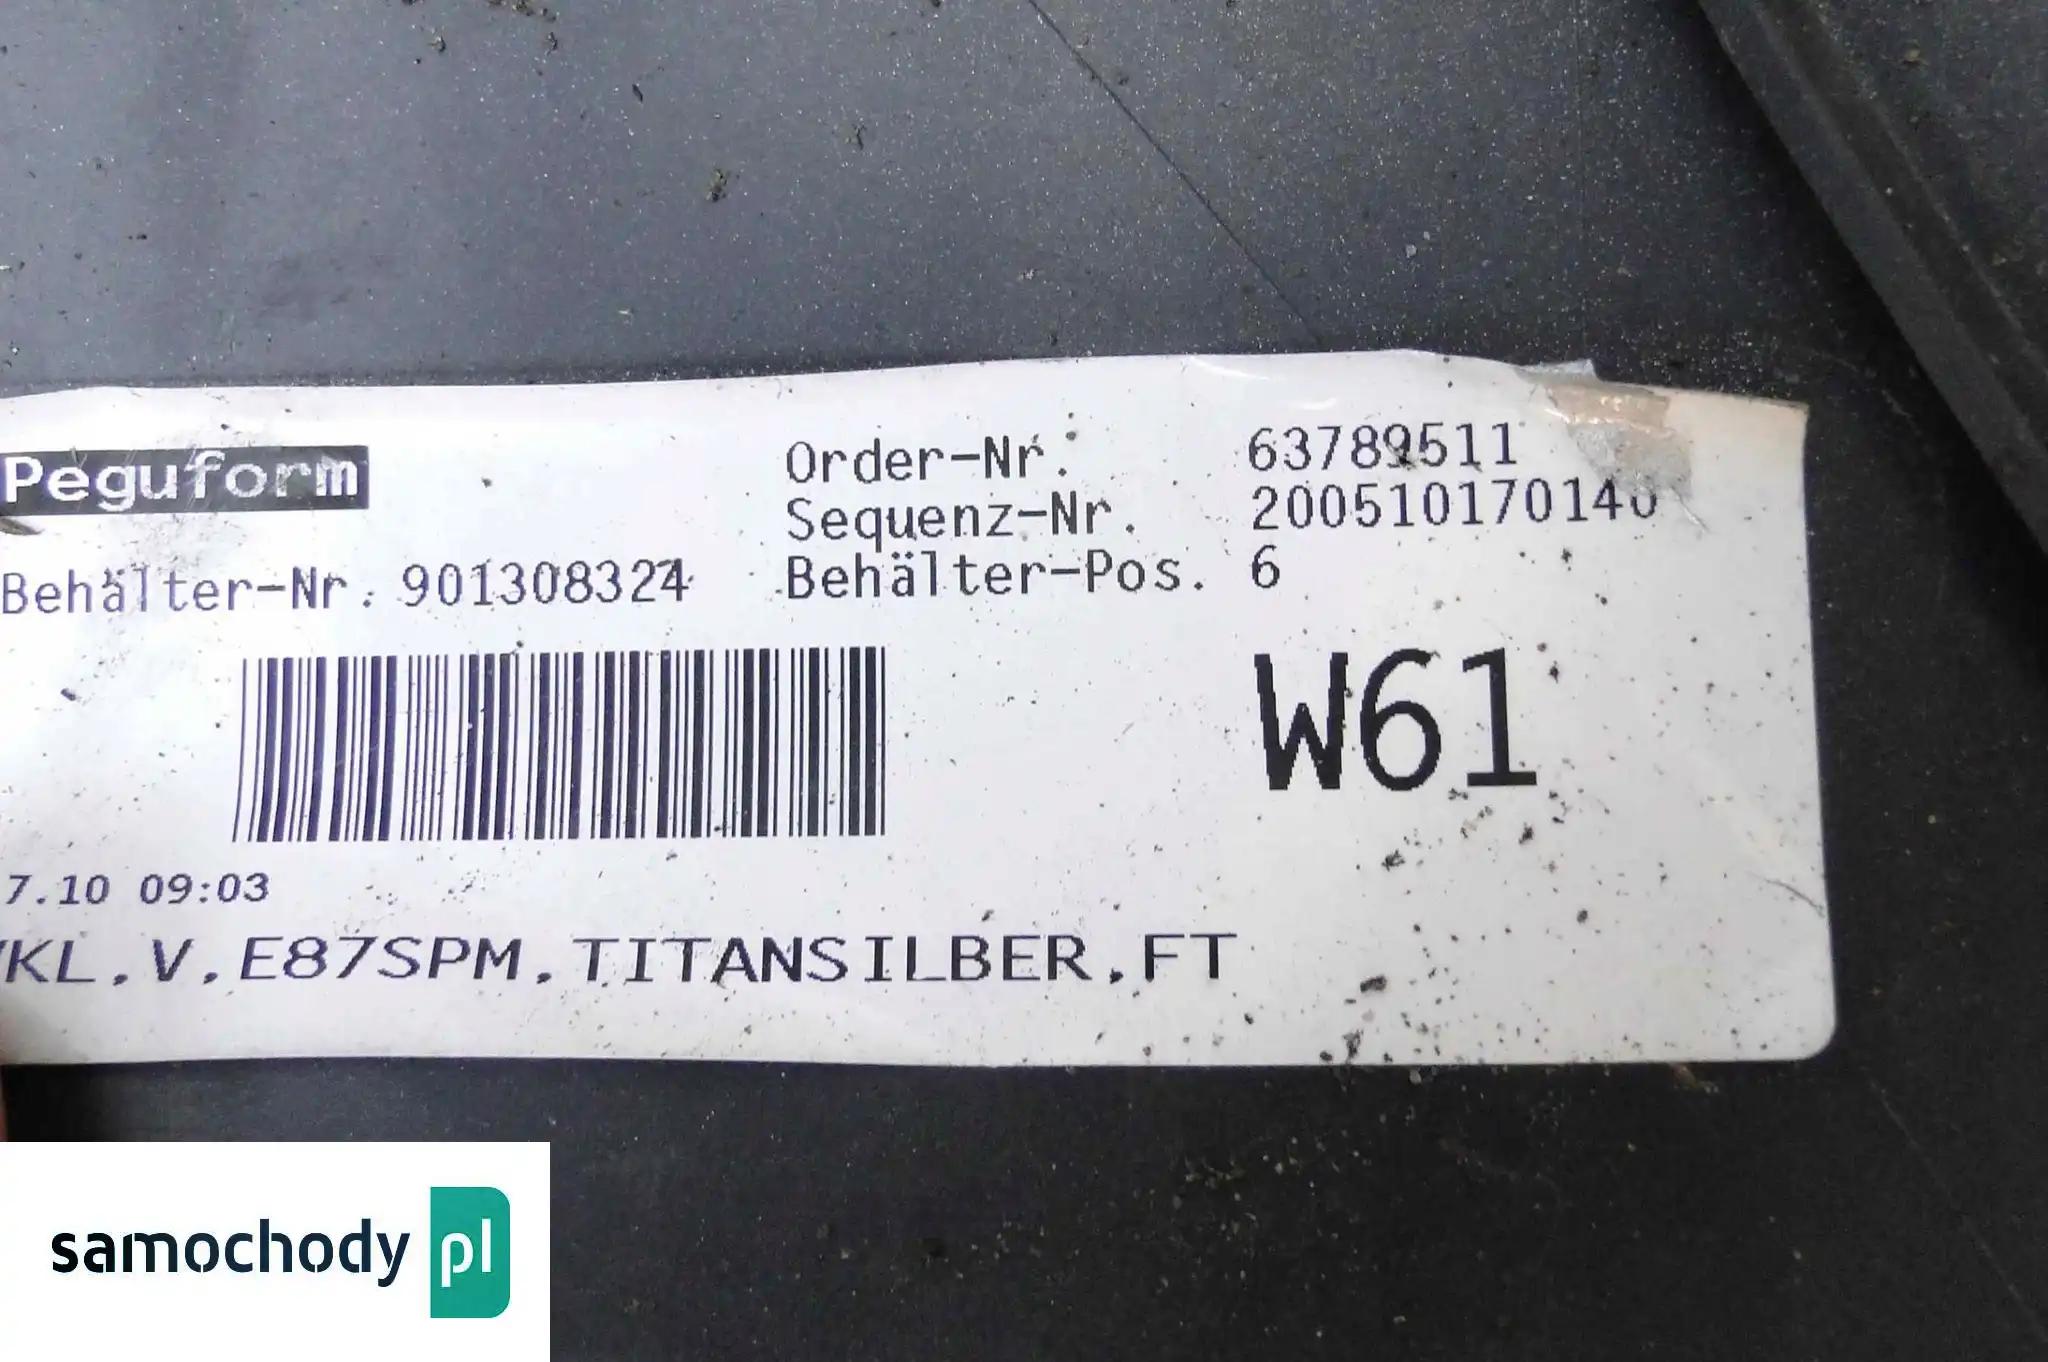 Peguform
Order-Nr. 63789511
Sequenz-Nr. 200510170140
Behälter-Nr. 901308324
Behälter-Pos. 6
W61
7.10 09:03
KL.V.E87SPM.TITANSILBER.FT
samochody pl